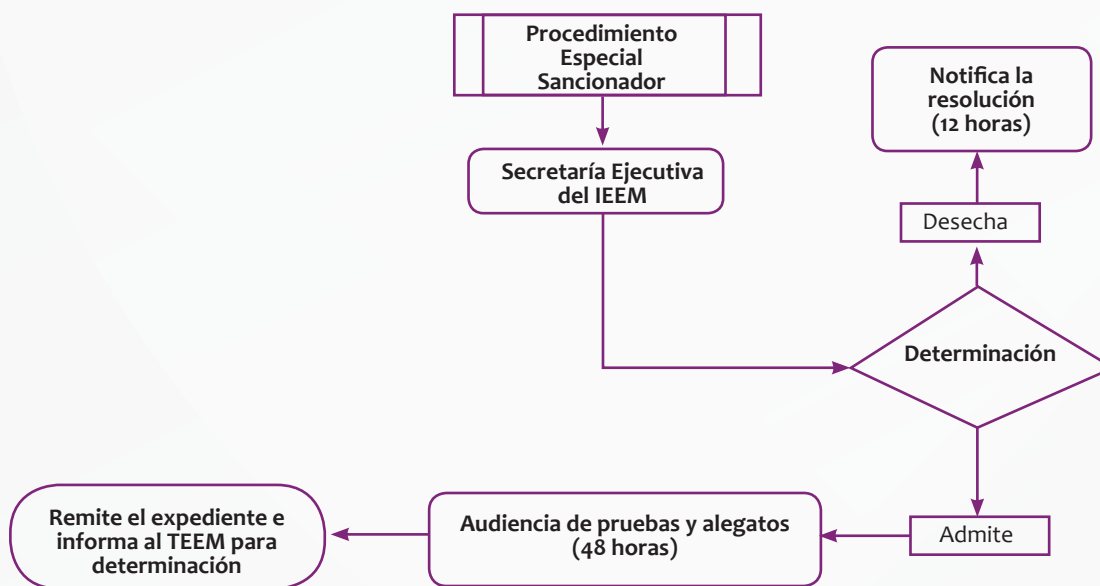 Procedimiento
Especial
Sancionador
Secretaría Ejecutiva
del IEEM
Notifica la
resolución
(12 horas)
Desecha
Determinación
Admite
Audiencia de pruebas y alegatos
(48 horas)
Remite el expediente e
informa al TEEM para
determinación